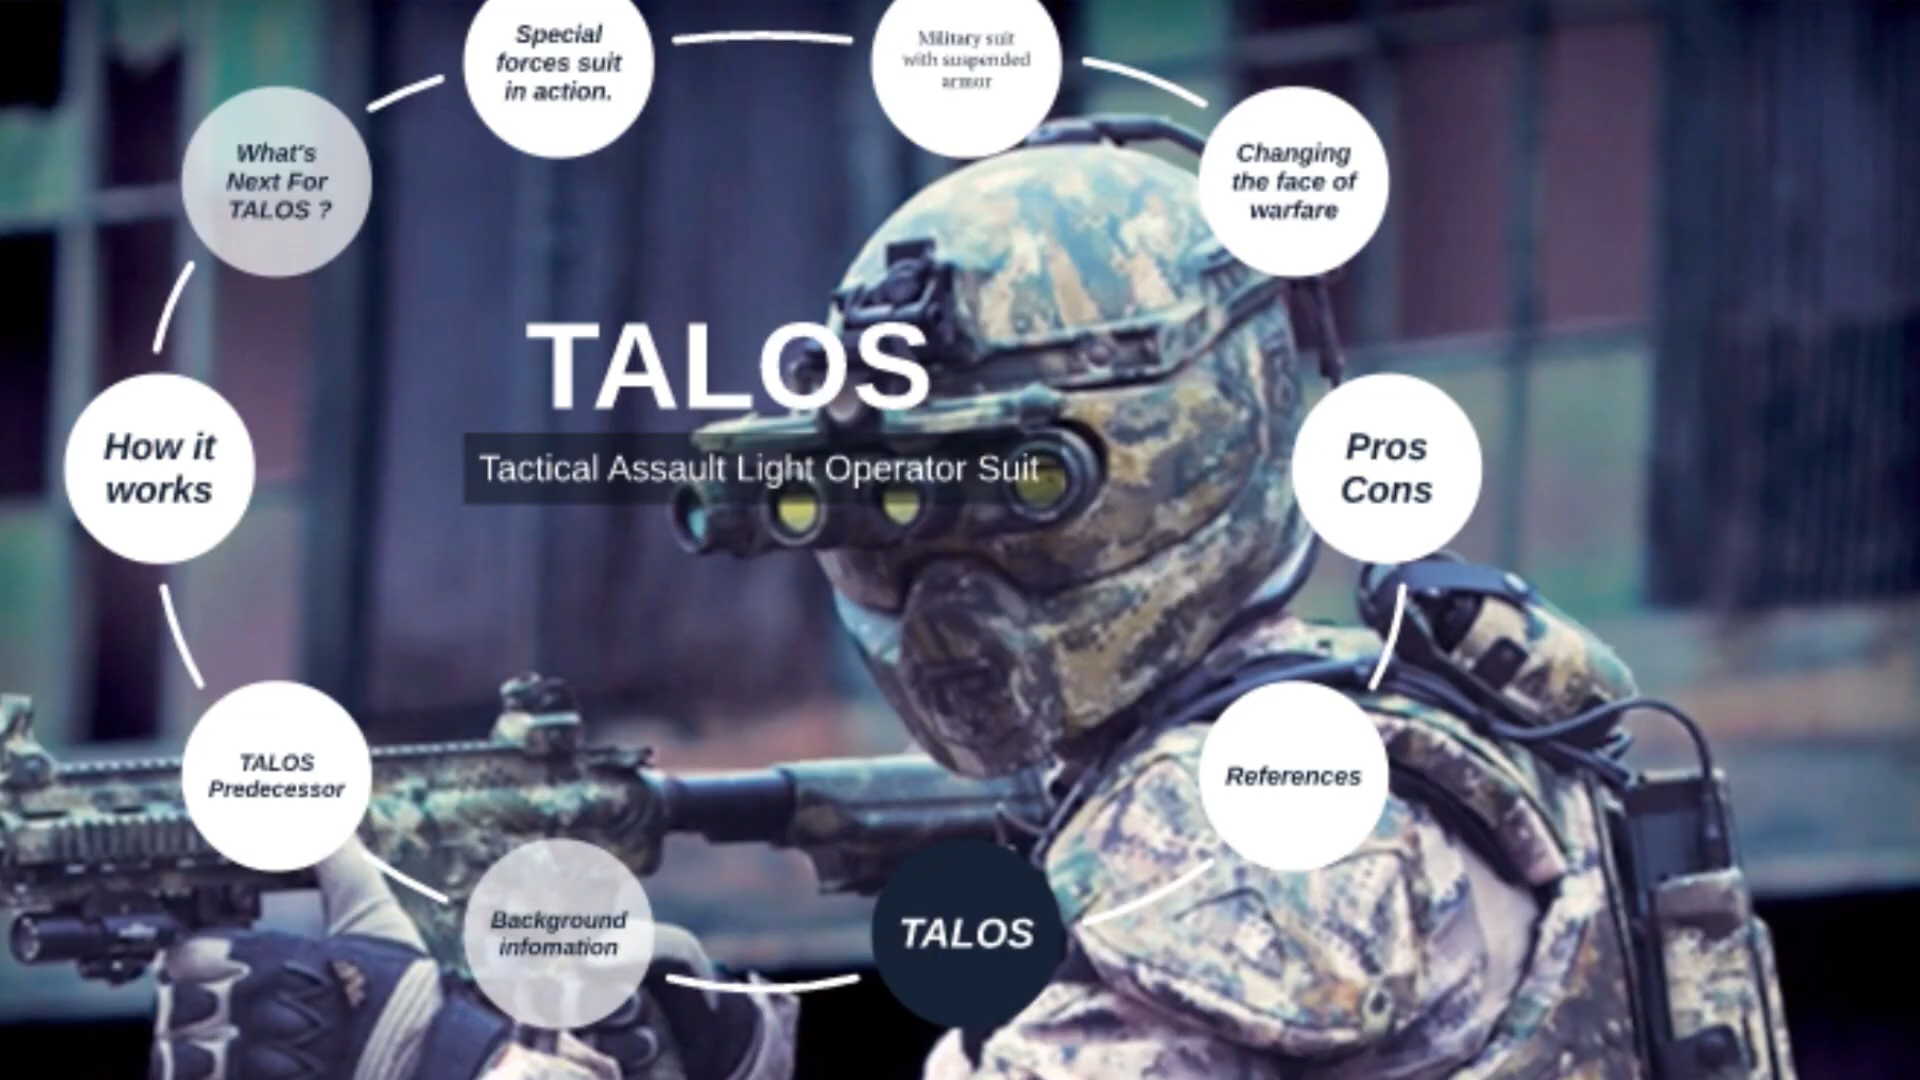 Special
forces suit
in action.
Military suit
with suspended
armor
What's
Next For
TALOS ?
Changing
the face of
warfare
TALOS
Tactical Assault Light Operator Suit
How it
works
Pros
Cons
TALOS
Predecessor
References
Background
infomation
TALOS